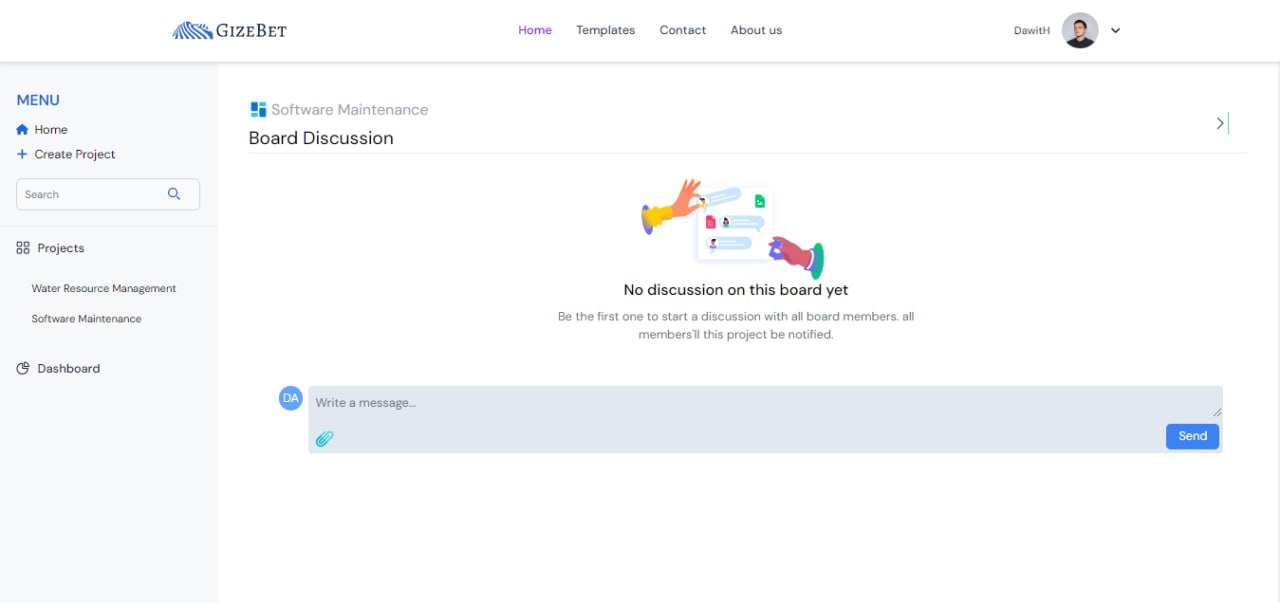 GIZEBET
Home Templates Contact About us
DawitH
MENU
Home
Create Project
Search
Projects
Water Resource Management
Software Maintenance
Dashboard
Software Maintenance
Board Discussion
No discussion on this board yet
Be the first one to start a discussion with all board members. all
members'll this project be notified.
DA
Write a message...
Send